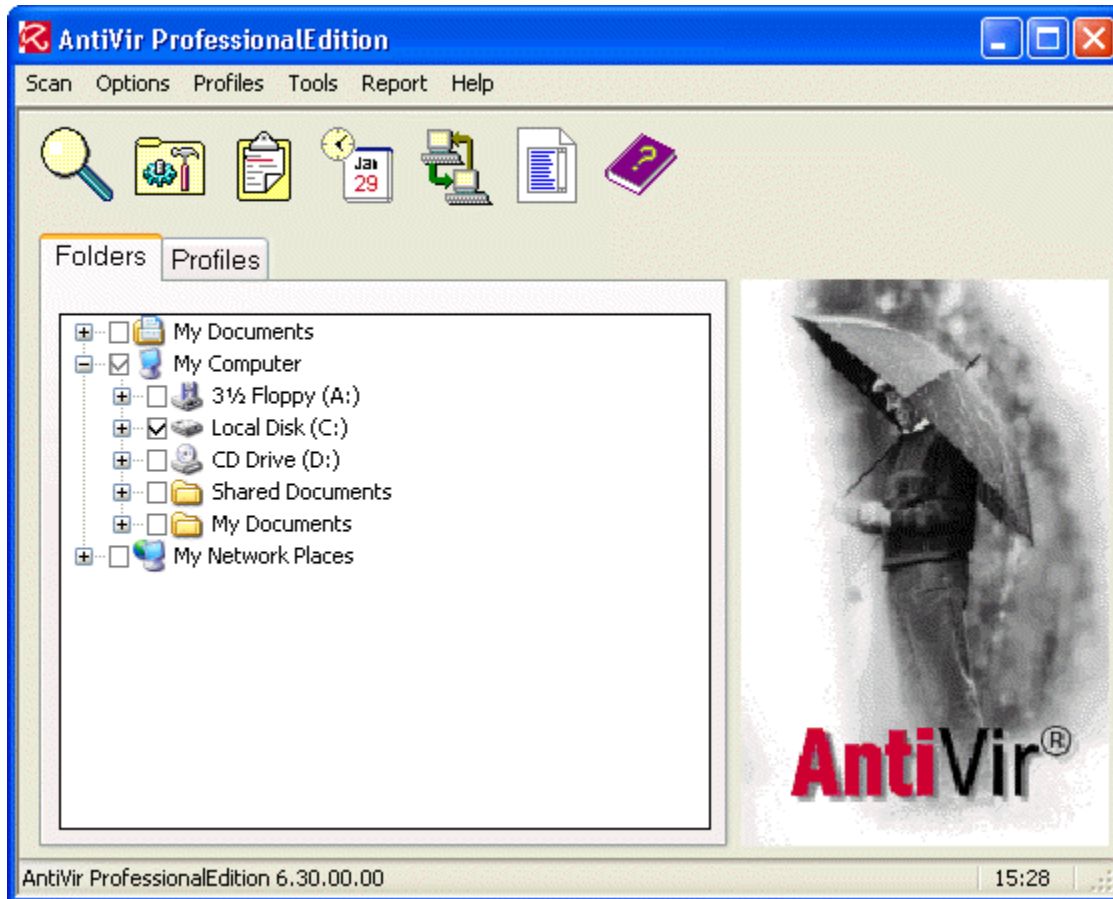 AntiVir ProfessionalEdition
Scan Options Profiles Tools Report Help
Jan
29
?
Folders Profiles
My Documents
My Computer
3½ Floppy (A:)
Local Disk (C:)
CD Drive (D:)
Shared Documents
My Documents
My Network Places
AntiVir®
AntiVir ProfessionalEdition 6.30.00.00 15:28